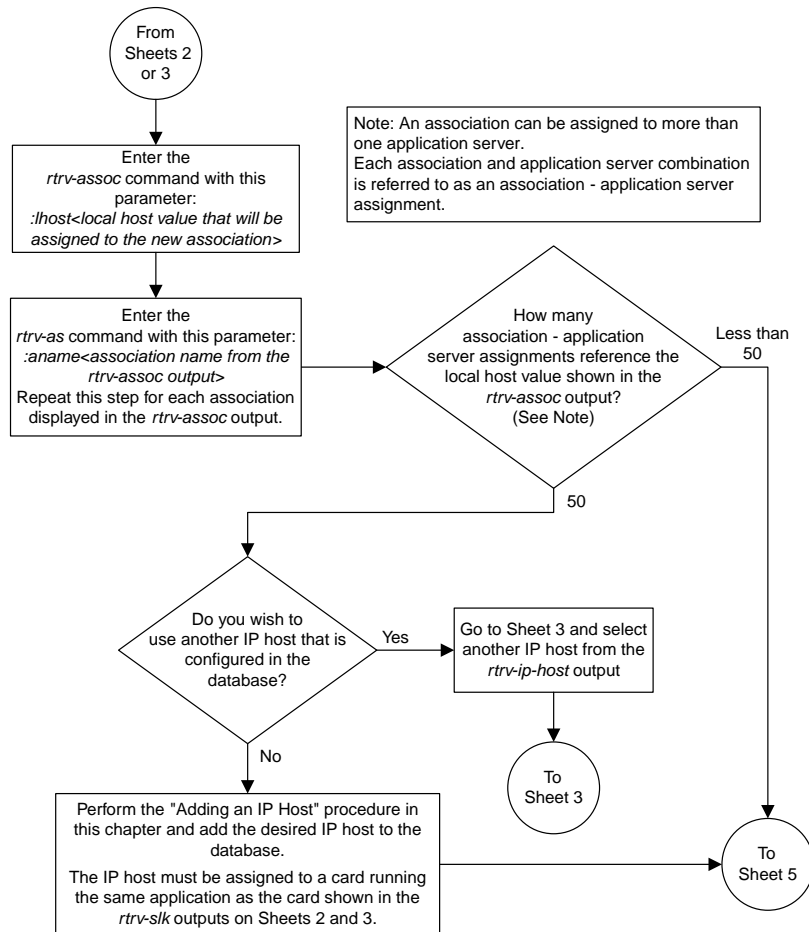 From
Sheets 2
or 3
Note: An association can be assigned to more than
one application server.
Each association and application server combination
is referred to as an association - application server
assignment.
Enter the
rtrv-assoc command with this
parameter:
:lhost<local host value that will be
assigned to the new association>
Enter the
rtrv-as command with this parameter:
:aname<association name from the
rtrv-assoc output>
Repeat this step for each association
displayed in the rtrv-assoc output.
How many
association - application
server assignments reference the
local host value shown in the
rtrv-assoc output?
(See Note)
Less than
50
50
Do you wish to
use another IP host that is
configured in the
database?
Yes
Go to Sheet 3 and select
another IP host from the
rtrv-ip-host output
No
To
Sheet 3
Perform the "Adding an IP Host" procedure in
this chapter and add the desired IP host to the
database.
The IP host must be assigned to a card running
the same application as the card shown in the
rtrv-slk outputs on Sheets 2 and 3.
To
Sheet 5